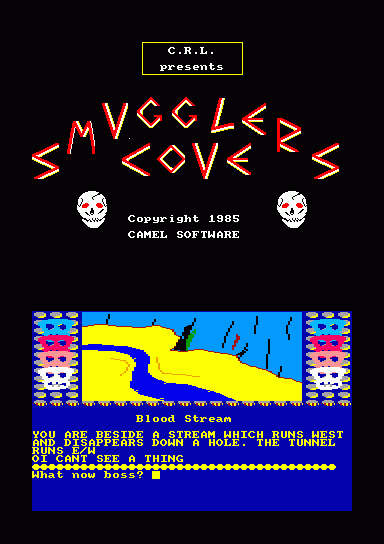 C.R.L.
presents
SMUGGLERS
COVE
Copyright 1985
CAMEL SOFTWARE
Blood Stream
YOU ARE BESIDE A STREAM WHICH RUNS WEST
AND DISAPPEARS DOWN A HOLE. THE TUNNEL
RUNS E/W
OI CANT SEE A THING
What now boss?